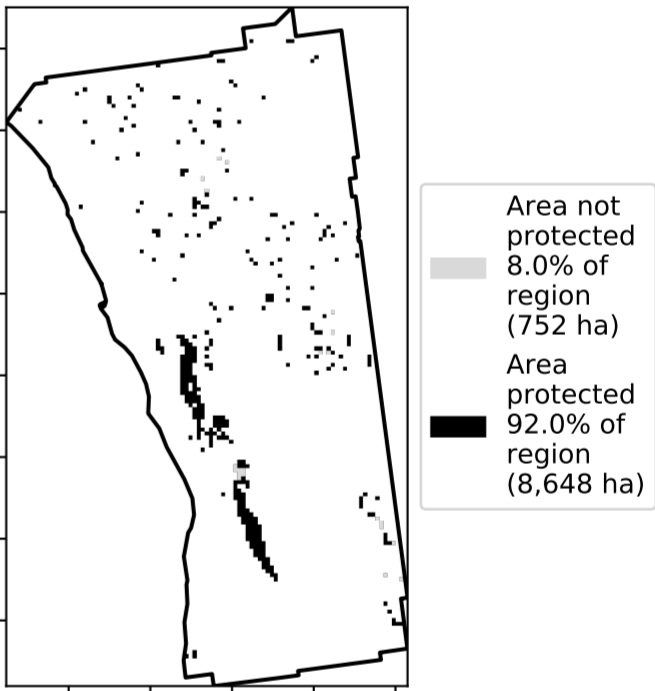 Area not
protected
8.0% of
region
(752 ha)
Area
protected
92.0% of
region
(8,648 ha)